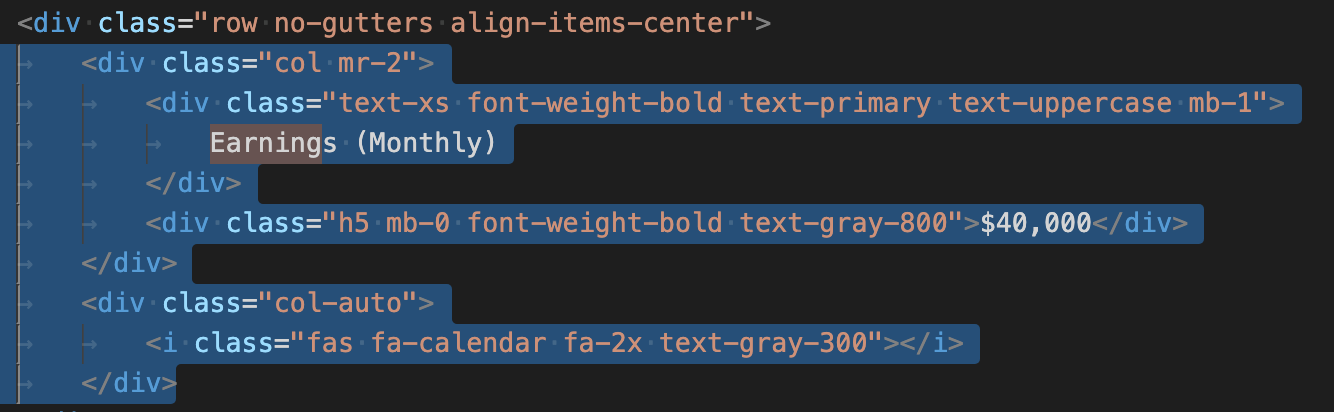 <div class="row no-gutters align-items-center">
<div class="col mr-2">
<div class="text-xs font-weight-bold text-primary text-uppercase mb-1">
Earnings (Monthly)
</div>
<div class="h5 mb-0 font-weight-bold text-gray-800">$40,000</div>
</div>
<div class="col-auto">
<i class="fas fa-calendar fa-2x text-gray-300"></i>
</div>